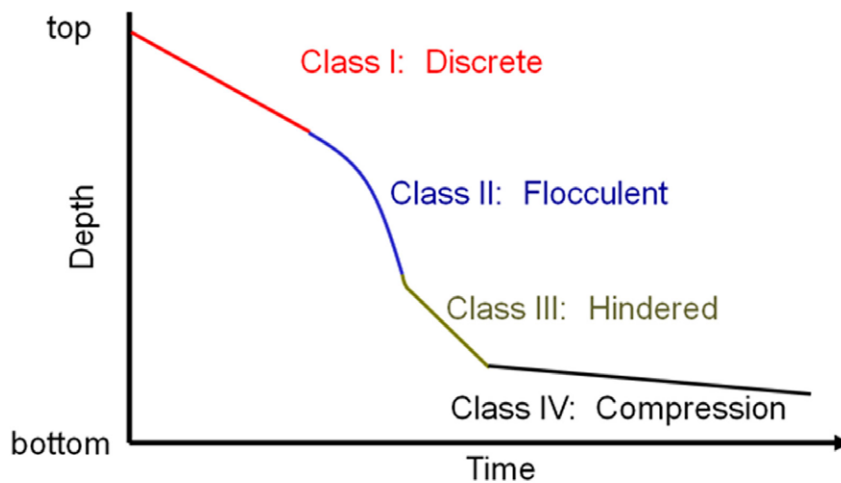 top
Class I: Discrete
Class II: Flocculent
Depth
Class III: Hindered
Class IV: Compression
bottom
Time